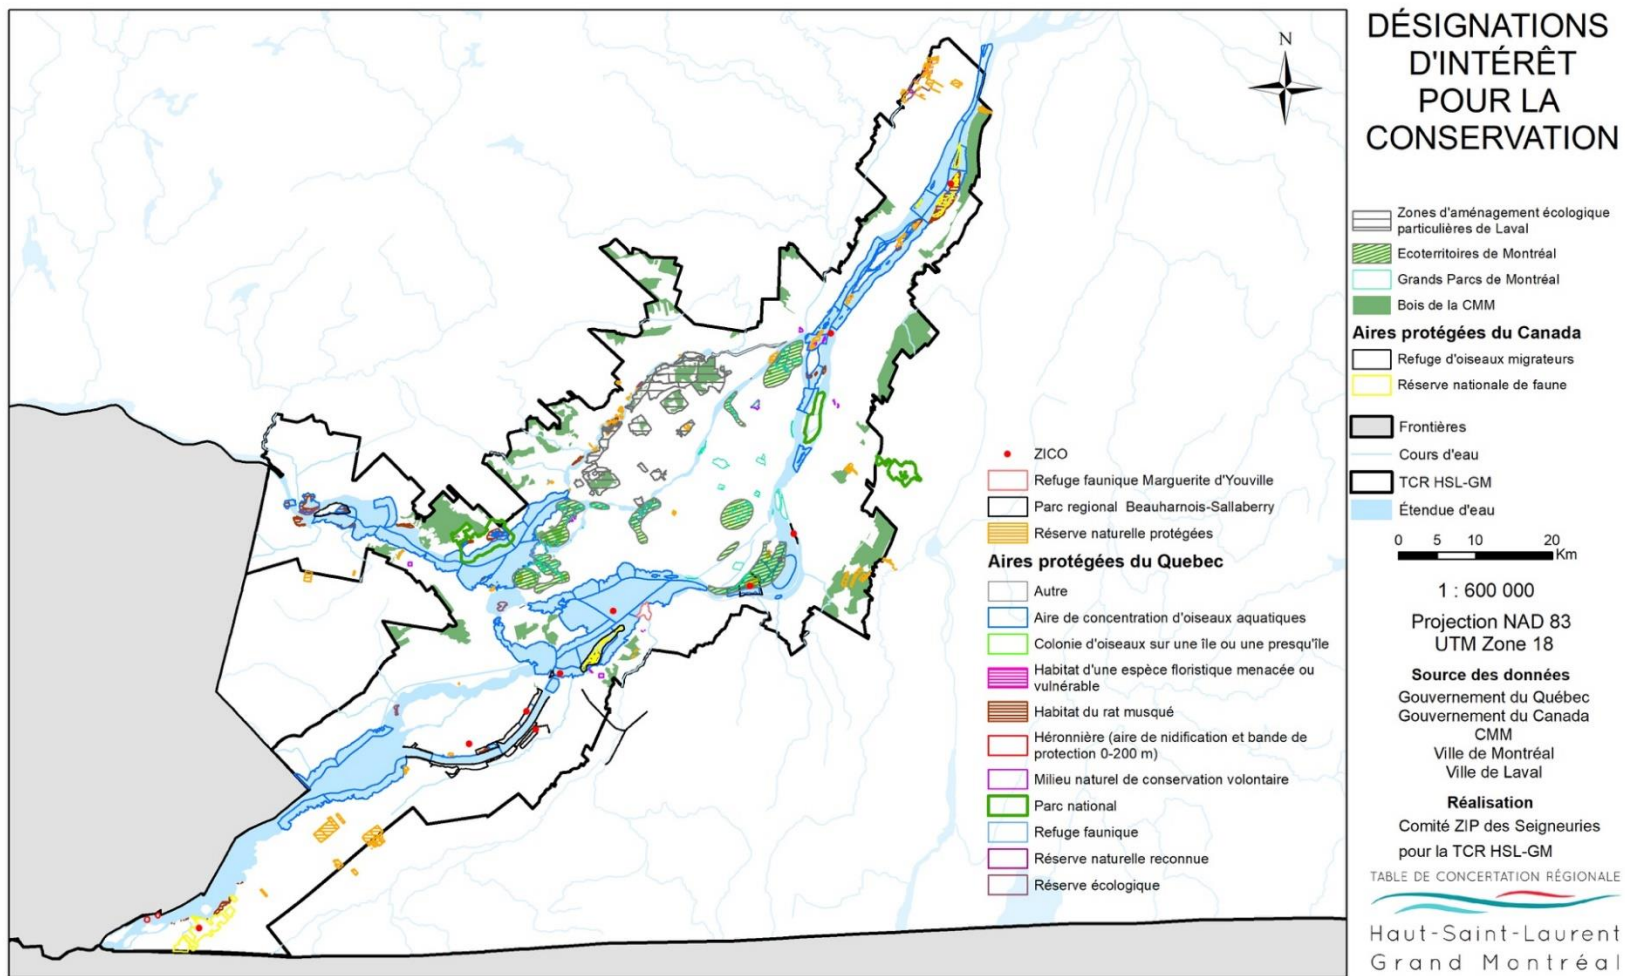 DÉSIGNATIONS
D'INTÉRÊT
POUR LA
CONSERVATION
N
Zones d'aménagement écologique
particulières de Laval
Ecoterritoires de Montréal
Grands Parcs de Montréal
Bois de la CMM
Aires protégées du Canada
Refuge d'oiseaux migrateurs
Réserve nationale de faune
Frontières
Cours d'eau
TCR HSL-GM
Étendue d'eau
0 5 10 20
Km
1 : 600 000
Projection NAD 83
UTM Zone 18
Source des données
Gouvernement du Québec
Gouvernement du Canada
CMM
Ville de Montréal
Ville de Laval
Réalisation
Comité ZIP des Seigneuries
pour la TCR HSL-GM
TABLE DE CONCERTATION RÉGIONALE
Haut-Saint-Laurent
Grand Montréal
ZICO
Refuge faunique Marguerite d'Youville
Parc regional Beauharnois-Sallaberry
Réserve naturelle protégées
Aires protégées du Quebec
Autre
Aire de concentration d'oiseaux aquatiques
Colonie d'oiseaux sur une île ou une presqu'île
Habitat d'une espèce floristique menacée ou
vulnérable
Habitat du rat musqué
Héronnière (aire de nidification et bande de
protection 0-200 m)
Milieu naturel de conservation volontaire
Parc national
Refuge faunique
Réserve naturelle reconnue
Réserve écologique